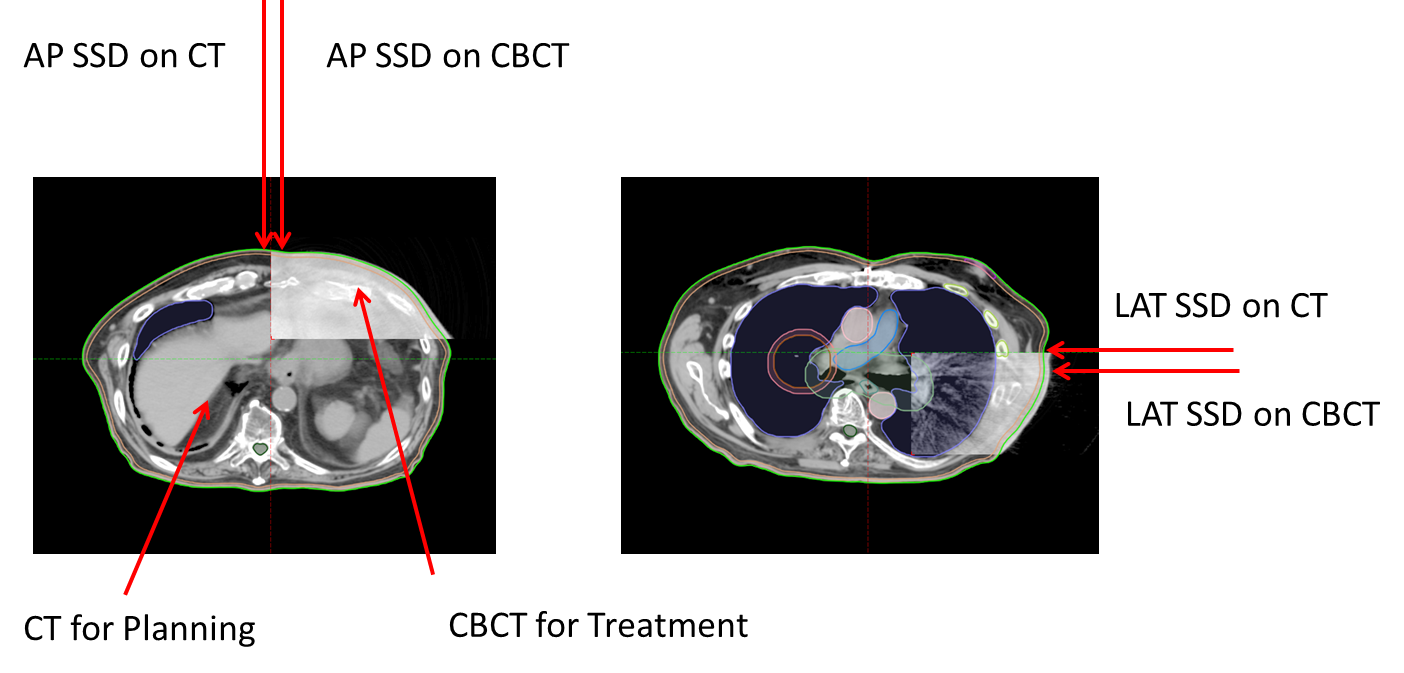 AP SSD on CT
AP SSD on CBCT
LAT SSD on CT
LAT SSD on CBCT
CT for Planning
CBCT for Treatment